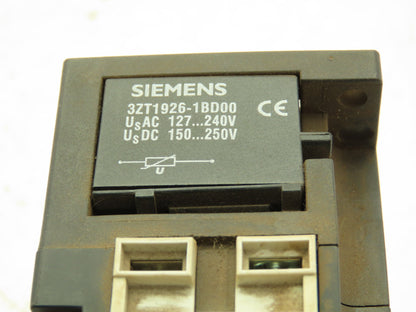 SIEMENS
3ZT1926-1BD00
UsAC 127...240V
UsDC 150...250V
CE
U